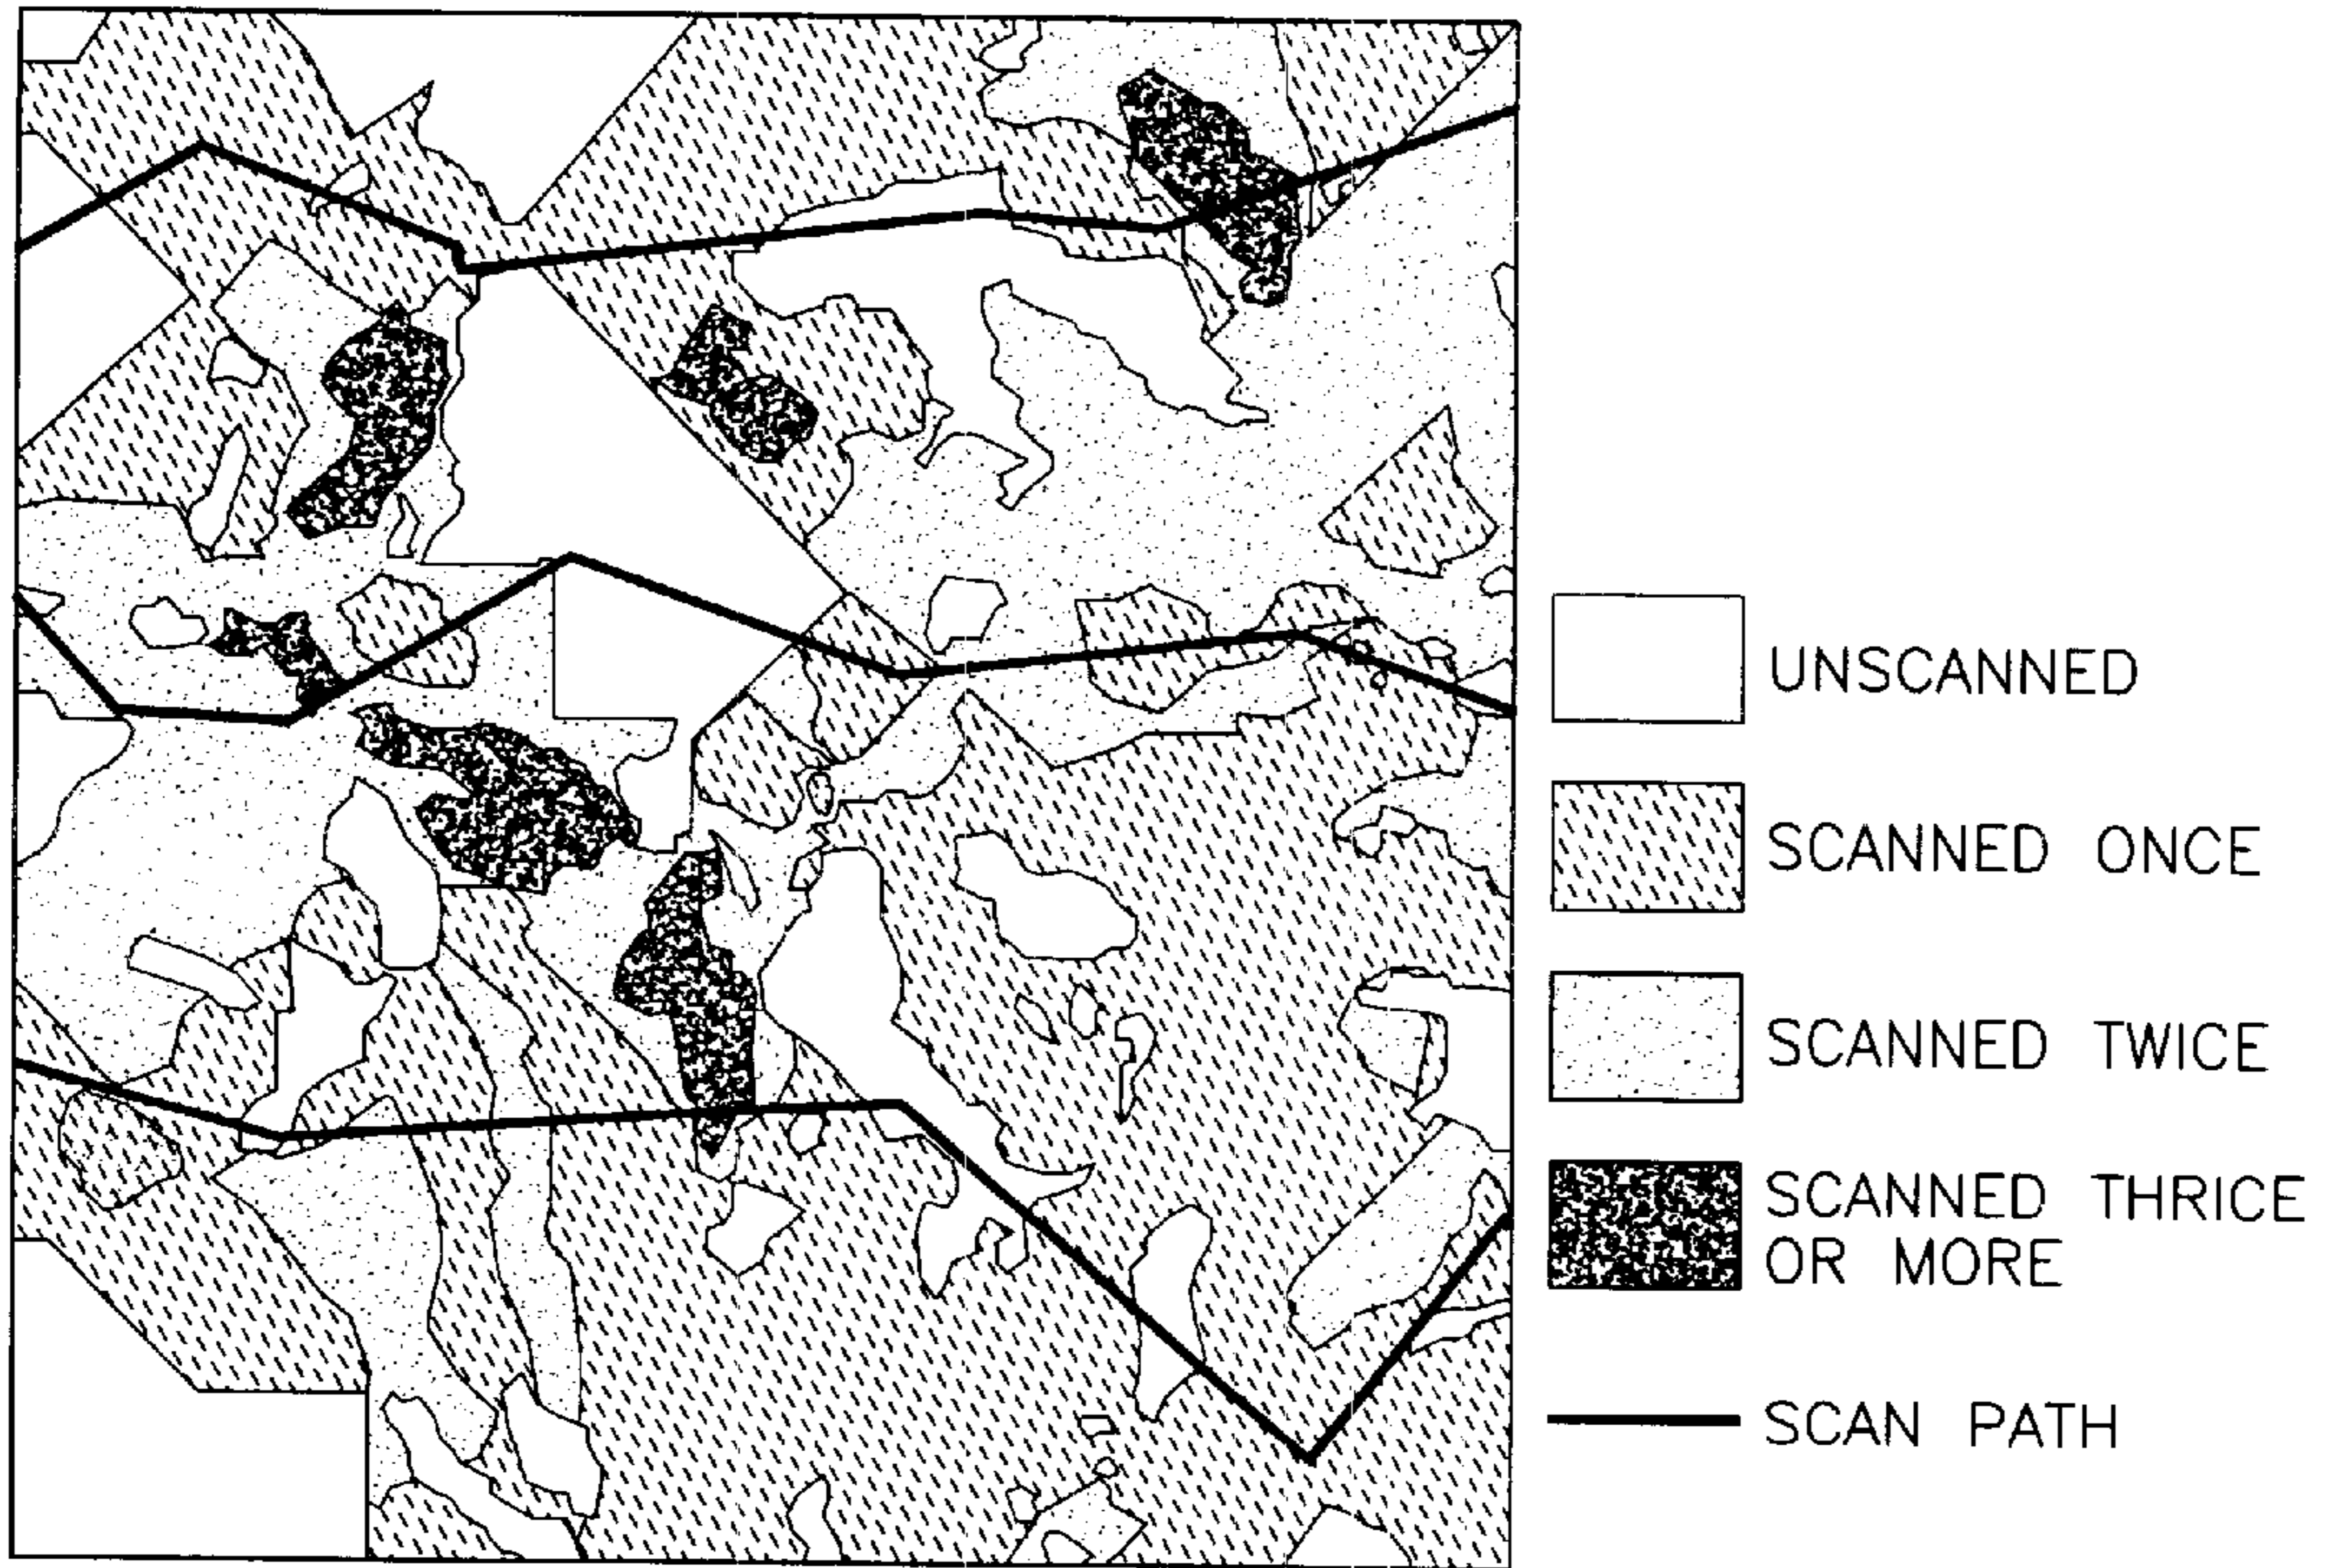 UNSCANNED
SCANNED ONCE
SCANNED TWICE
SCANNED THRICE
OR MORE
SCAN PATH